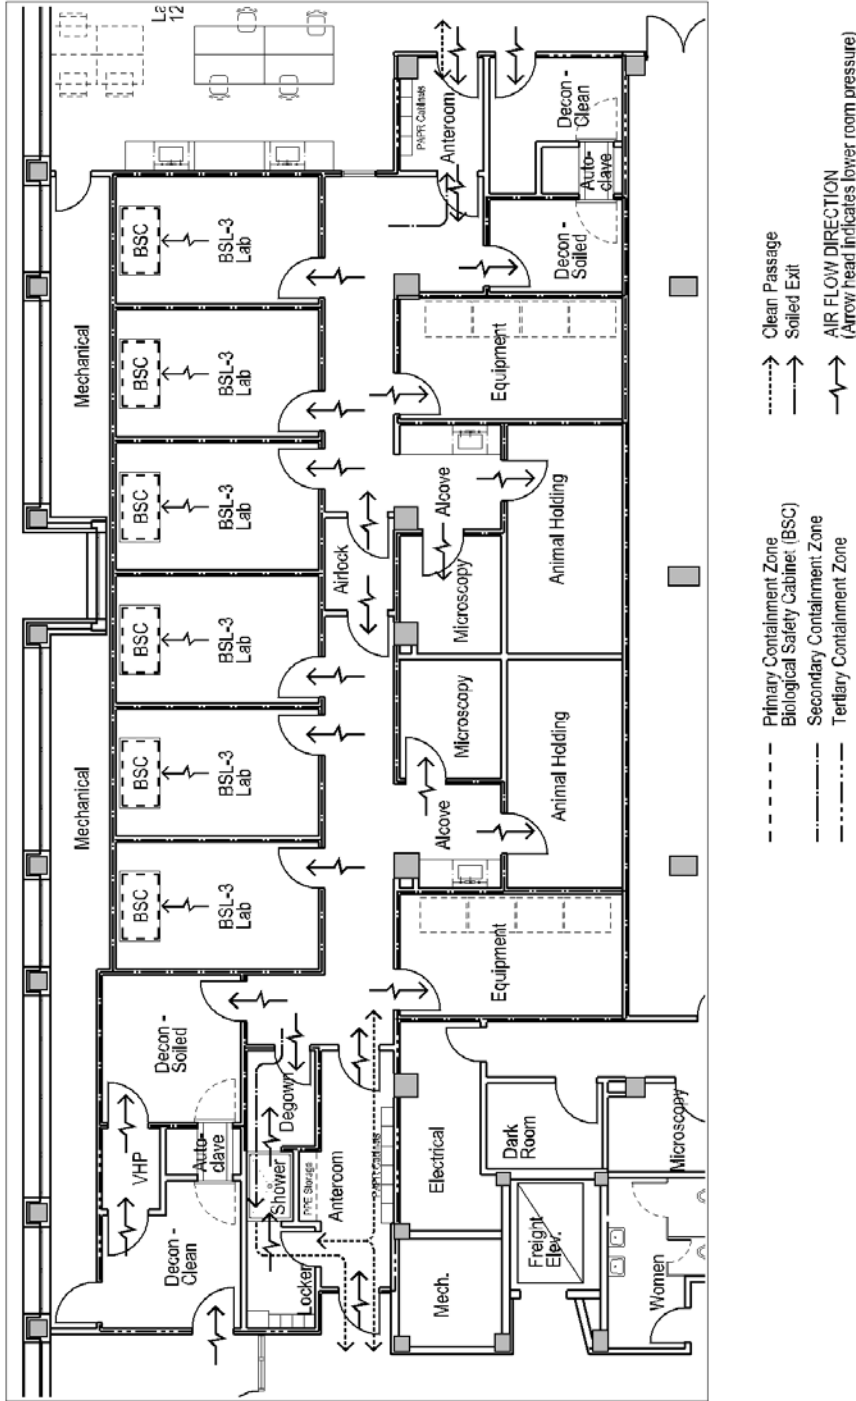 La
12
Mechanical
Mechanical
BSC
BSL-3
Lab
BSC
BSL-3
Lab
BSC
BSL-3
Lab
BSC
BSL-3
Lab
BSC
BSL-3
Lab
BSC
BSL-3
Lab
Decon -
Soiled
VHP
Auto-
clave
Decon -
Clean
Degown
Shower
Locker
PPE Storage
Anteroom
PAPR Cabinets
Airlock
PAPR Cabinets
Anteroom
Decon -
Clean
Auto-
clave
Decon -
Soiled
Equipment
Alcove
Microscopy
Animal Holding
Microscopy
Alcove
Animal Holding
Equipment
Electrical
Mech.
Dark
Room
Freight
Elev.
Microscopy
Women
Primary Containment Zone
Biological Safety Cabinet (BSC)
Secondary Containment Zone
Tertiary Containment Zone
Clean Passage
Soiled Exit
AIR FLOW DIRECTION
(Arrow head indicates lower room pressure)